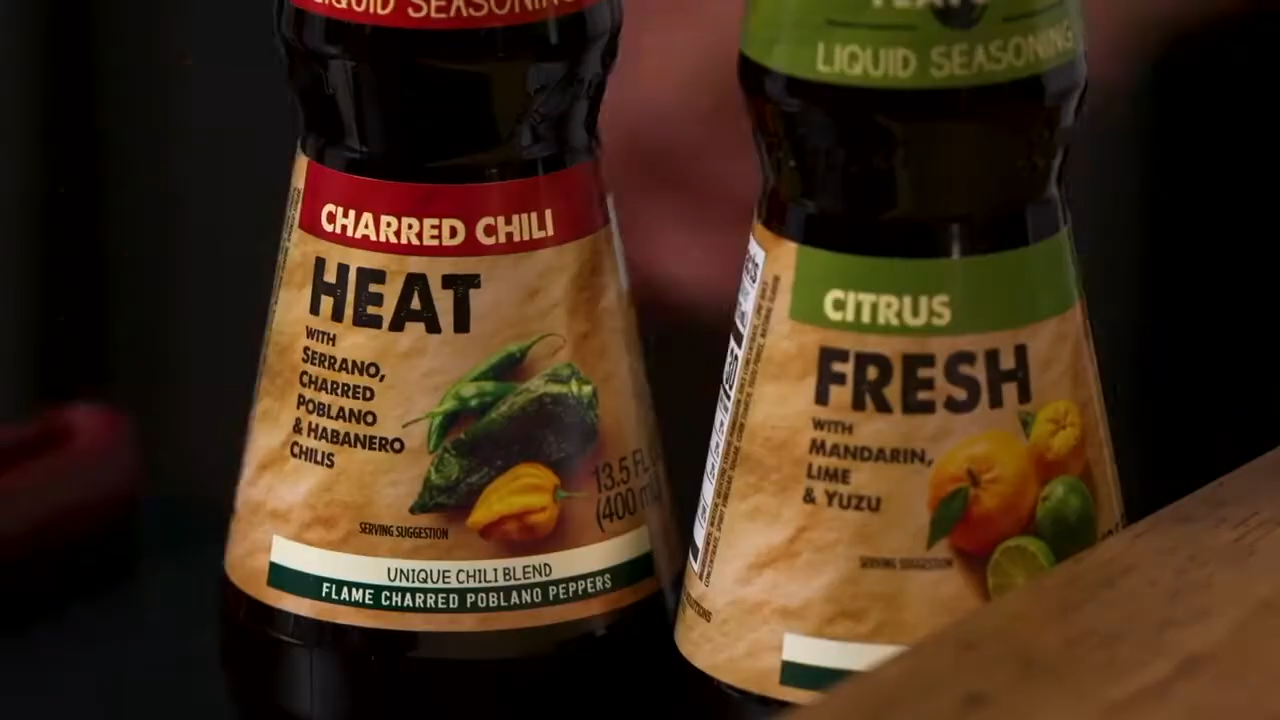 LIQUID SEASONING
CHARRED CHILI
HEAT
WITH
SERRANO,
CHARRED
POBLANO
& HABANERO
CHILIS
13.5 FL
(400 m
SERVING SUGGESTION
UNIQUE CHILI BLEND
FLAME CHARRED POBLANO PEPPERS
LIQUID SEASONING
CITRUS
FRESH
WITH
MANDARIN,
LIME
& YUZU
SERVING SUGGESTION